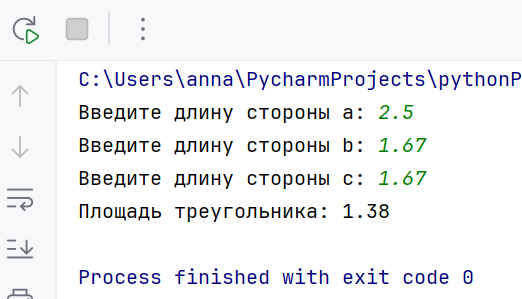 C:\Users\anna\PycharmProjects\pythonP
Введите длину стороны a: 2.5
Введите длину стороны b: 1.67
Введите длину стороны c: 1.67
Площадь треугольника: 1.38
Process finished with exit code 0